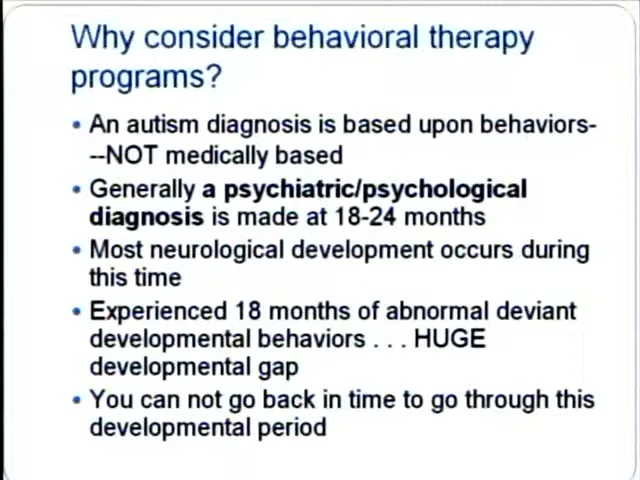 Why consider behavioral therapy
programs?
• An autism diagnosis is based upon behaviors-
--NOT medically based
• Generally a psychiatric/psychological
diagnosis is made at 18-24 months
• Most neurological development occurs during
this time
• Experienced 18 months of abnormal deviant
developmental behaviors . . . HUGE
developmental gap
• You can not go back in time to go through this
developmental period